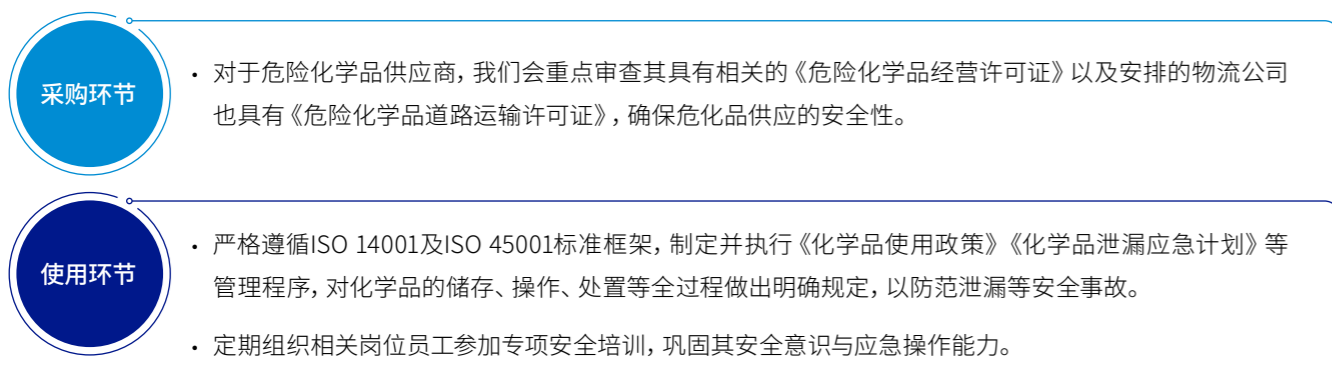 采购环节
• 对于危险化学品供应商，我们会重点审查其具有相关的《危险化学品经营许可证》以及安排的物流公司
也具有《危险化学品道路运输许可证》，确保危化品供应的安全性。
使用环节
• 严格遵循ISO 14001及ISO 45001标准框架，制定并执行《化学品使用政策》《化学品泄漏应急计划》等
管理程序，对化学品的储存、操作、处置等全过程做出明确规定，以防范泄漏等安全事故。
• 定期组织相关岗位员工参加专项安全培训，巩固其安全意识与应急操作能力。